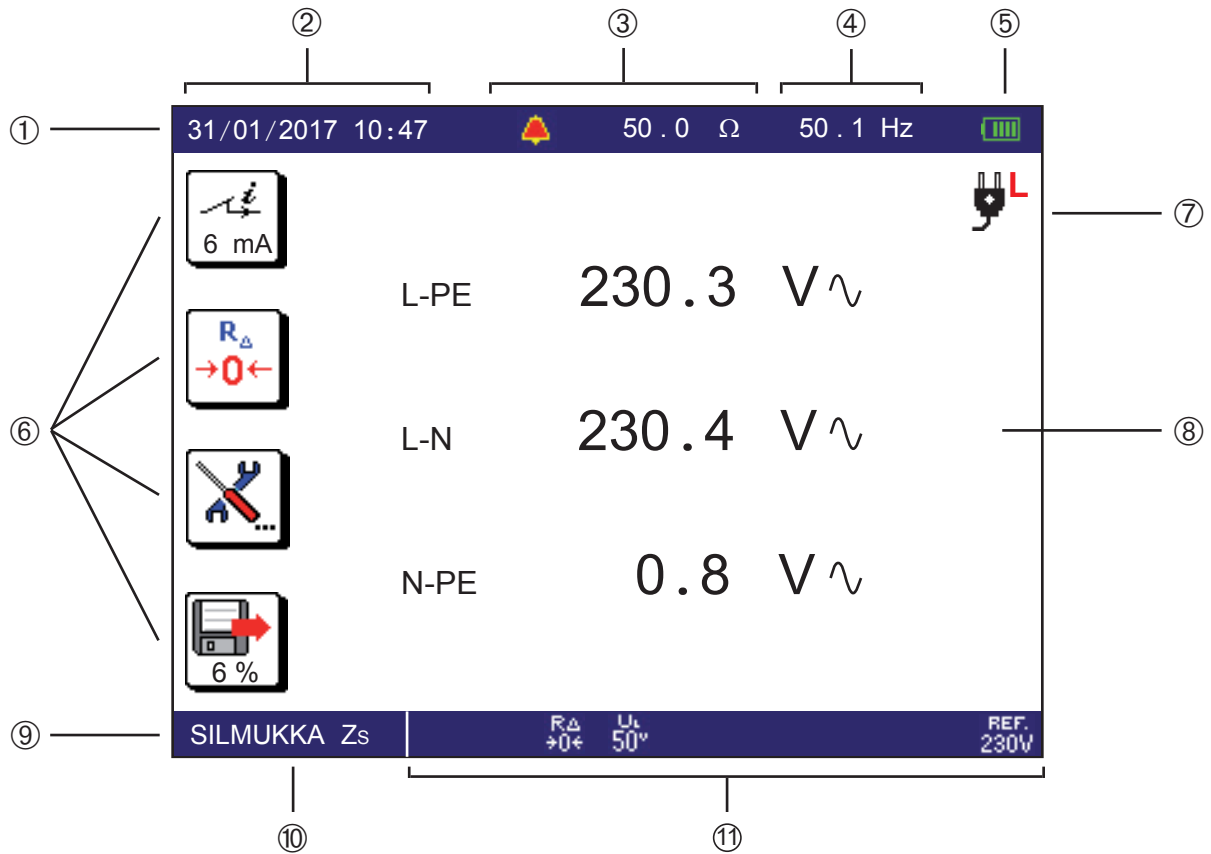 ② ③ ④ ⑤
① 31/01/2017 10:47 50.0 Ω 50.1 Hz
L ⑦
i
6 mA
L-PE 230.3 V
RΔ
→0←
⑥ L-N 230.4 V ⑧
...
N-PE 0.8 V
6 %
⑨ SILMUKKA Zs RΔ →0← UL 50V REF. 230V
⑩ ⑪